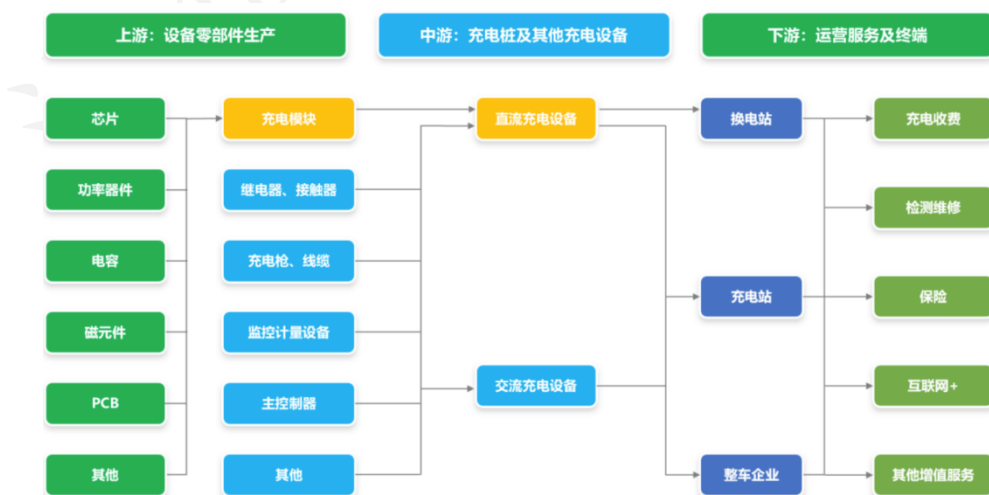 上游：设备零部件生产
中游：充电桩及其他充电设备
下游：运营服务及终端
芯片
充电模块
直流充电设备
换电站
充电收费
功率器件
继电器、接触器
检测维修
电容
充电枪、线缆
充电站
保险
磁元件
监控计量设备
交流充电设备
互联网+
PCB
主控制器
其他
其他
整车企业
其他增值服务